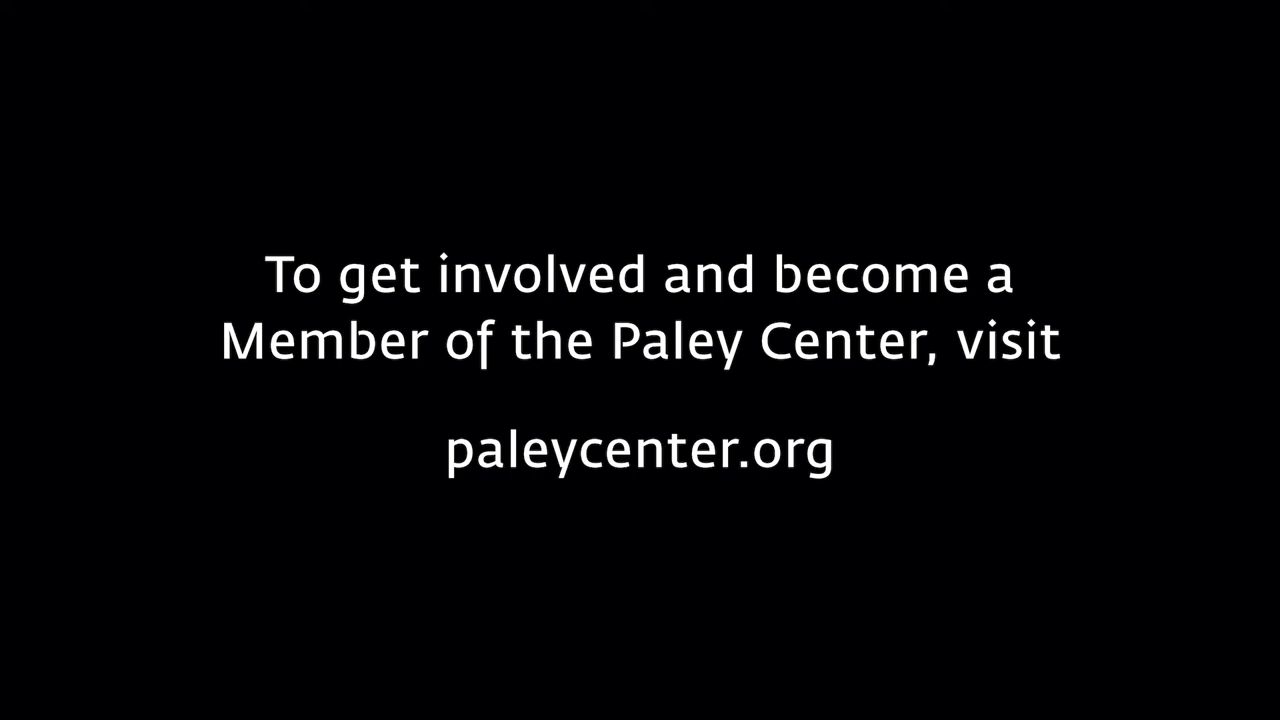 To get involved and become a
Member of the Paley Center, visit
paleycenter.org